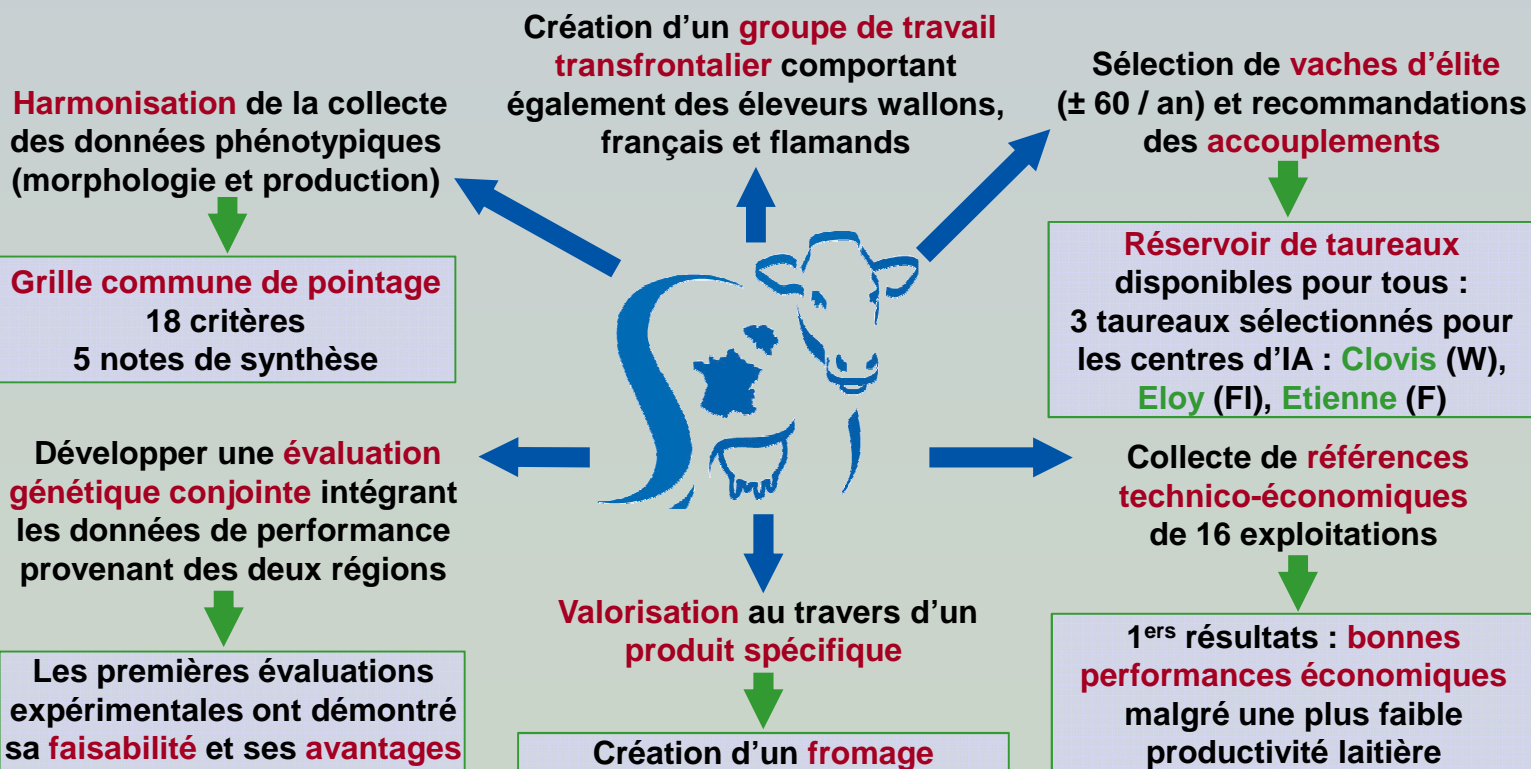 Création d’un groupe de travail
transfrontalier comportant
également des éleveurs wallons,
français et flamands
Harmonisation de la collecte
des données phénotypiques
(morphologie et production)
Grille commune de pointage
18 critères
5 notes de synthèse
Sélection de vaches d’élite
(± 60 / an) et recommandations
des accouplements
Réservoir de taureaux
disponibles pour tous :
3 taureaux sélectionnés pour
les centres d’IA : Clovis (W),
Eloy (Fl), Etienne (F)
Développer une évaluation
génétique conjointe intégrant
les données de performance
provenant des deux régions
Les premières évaluations
expérimentales ont démontré
sa faisabilité et ses avantages
Valorisation au travers d’un
produit spécifique
Création d’un fromage
Collecte de références
technico-économiques
de 16 exploitations
1ers résultats : bonnes
performances économiques
malgré une plus faible
productivité laitière